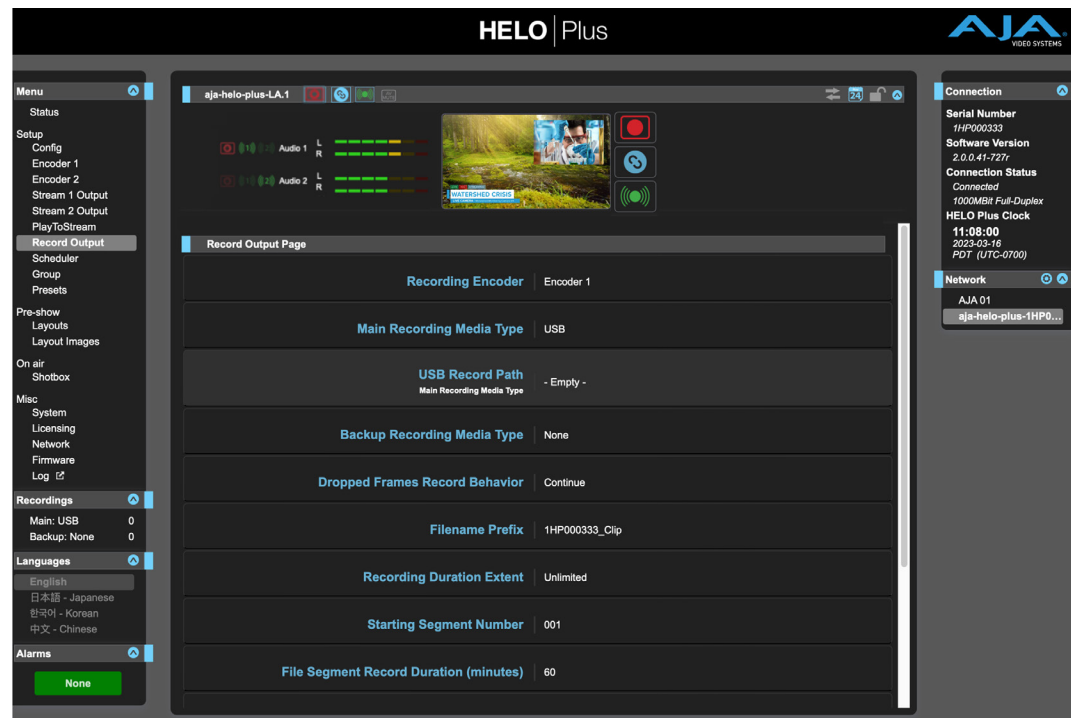 HELO Plus
AJA
VIDEO SYSTEMS
Menu
Status
Setup
Config
Encoder 1
Encoder 2
Stream 1 Output
Stream 2 Output
PlayToStream
Record Output
Scheduler
Group
Presets
Pre-show
Layouts
Layout Images
On air
Shotbox
Misc
System
Licensing
Network
Firmware
Log
Recordings
Main: USB 0
Backup: None 0
Languages
English
日本語 - Japanese
한국어 - Korean
中文 - Chinese
Alarms
None
aja-helo-plus-LA.1
24
1 Audio 1 L
R
2 Audio 2 L
R
WATERSHED CRISIS
Record Output Page
Recording Encoder Encoder 1
Main Recording Media Type USB
USB Record Path - Empty -
Main Recording Media Type
Backup Recording Media Type None
Dropped Frames Record Behavior Continue
Filename Prefix 1HP000333_Clip
Recording Duration Extent Unlimited
Starting Segment Number 001
File Segment Record Duration (minutes) 60
Connection
Serial Number
1HP000333
Software Version
2.0.0.41-727r
Connection Status
Connected
1000MBit Full-Duplex
HELO Plus Clock
11:08:00
2023-03-16
PDT (UTC-0700)
Network
AJA 01
aja-helo-plus-1HP0...